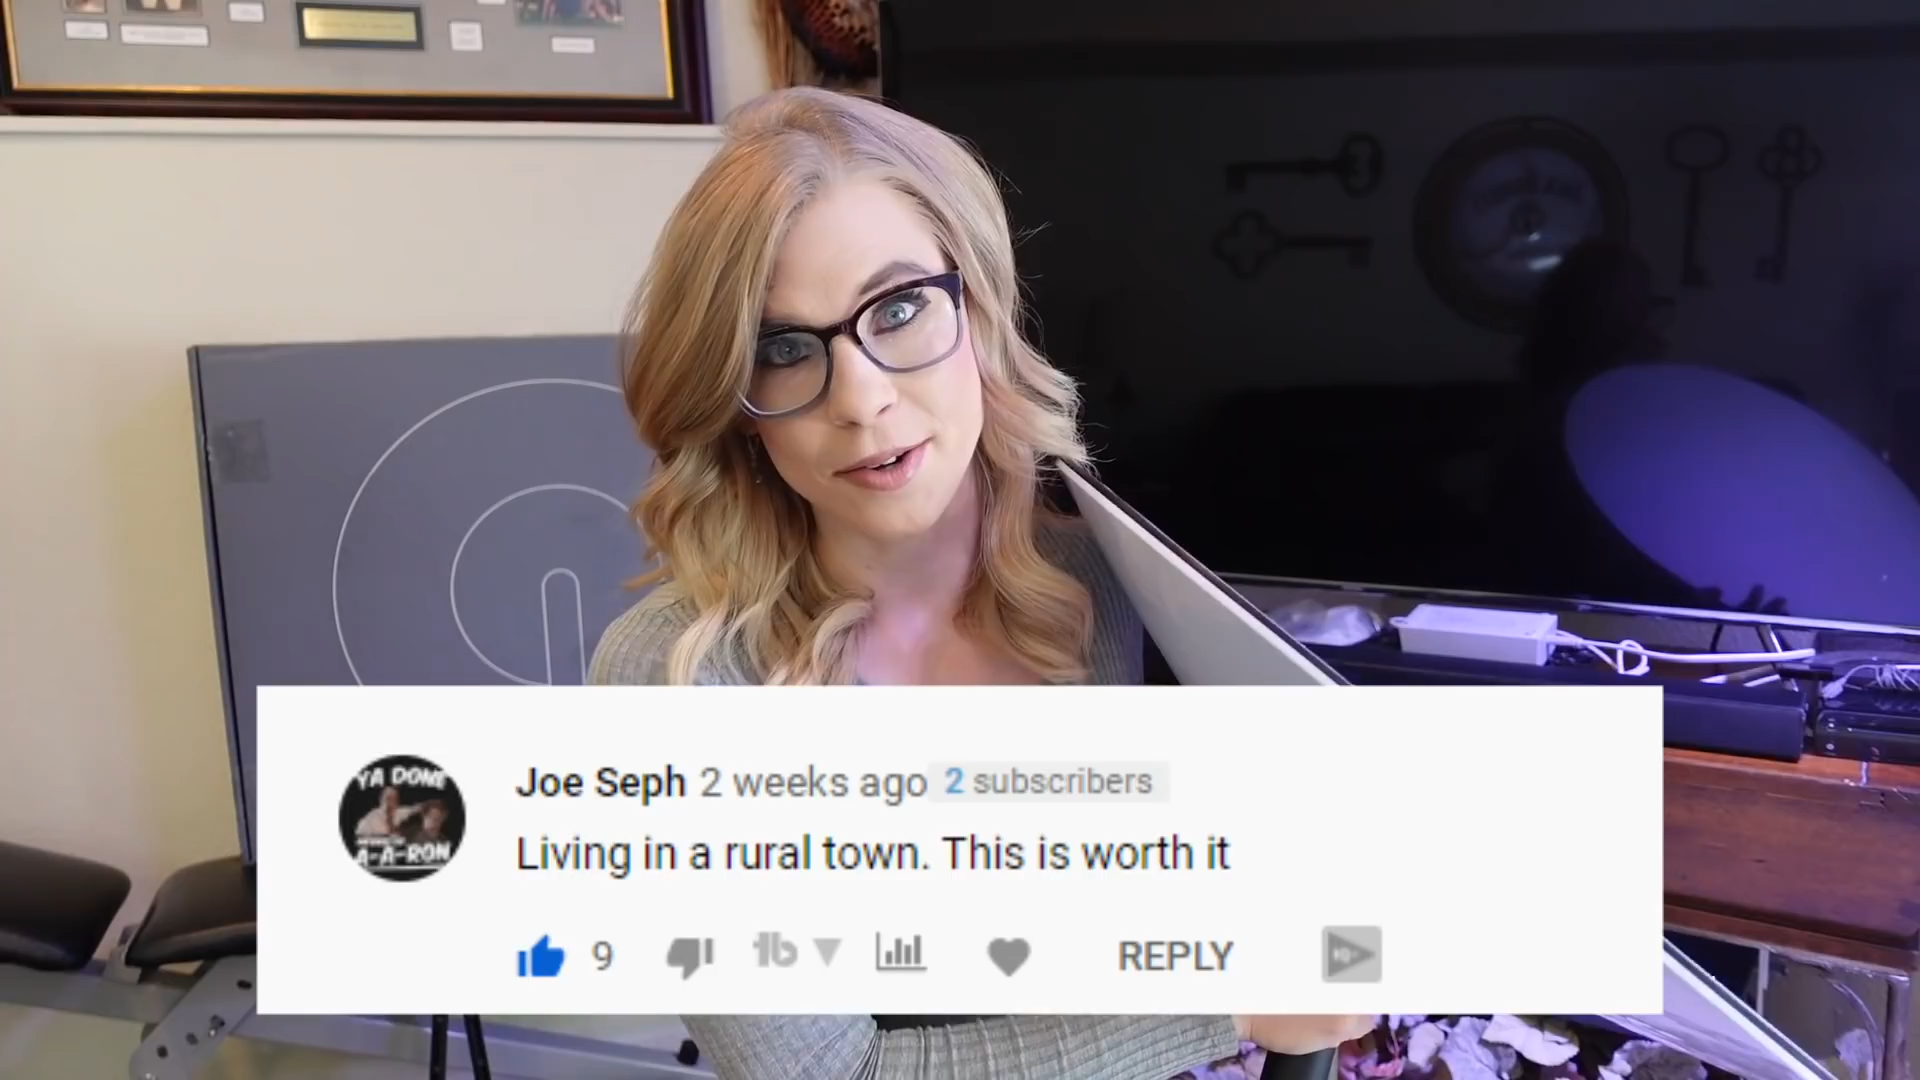 Joe Seph 2 weeks ago 2 subscribers
YA DONE
A-A-RON
Living in a rural town. This is worth it
9
REPLY